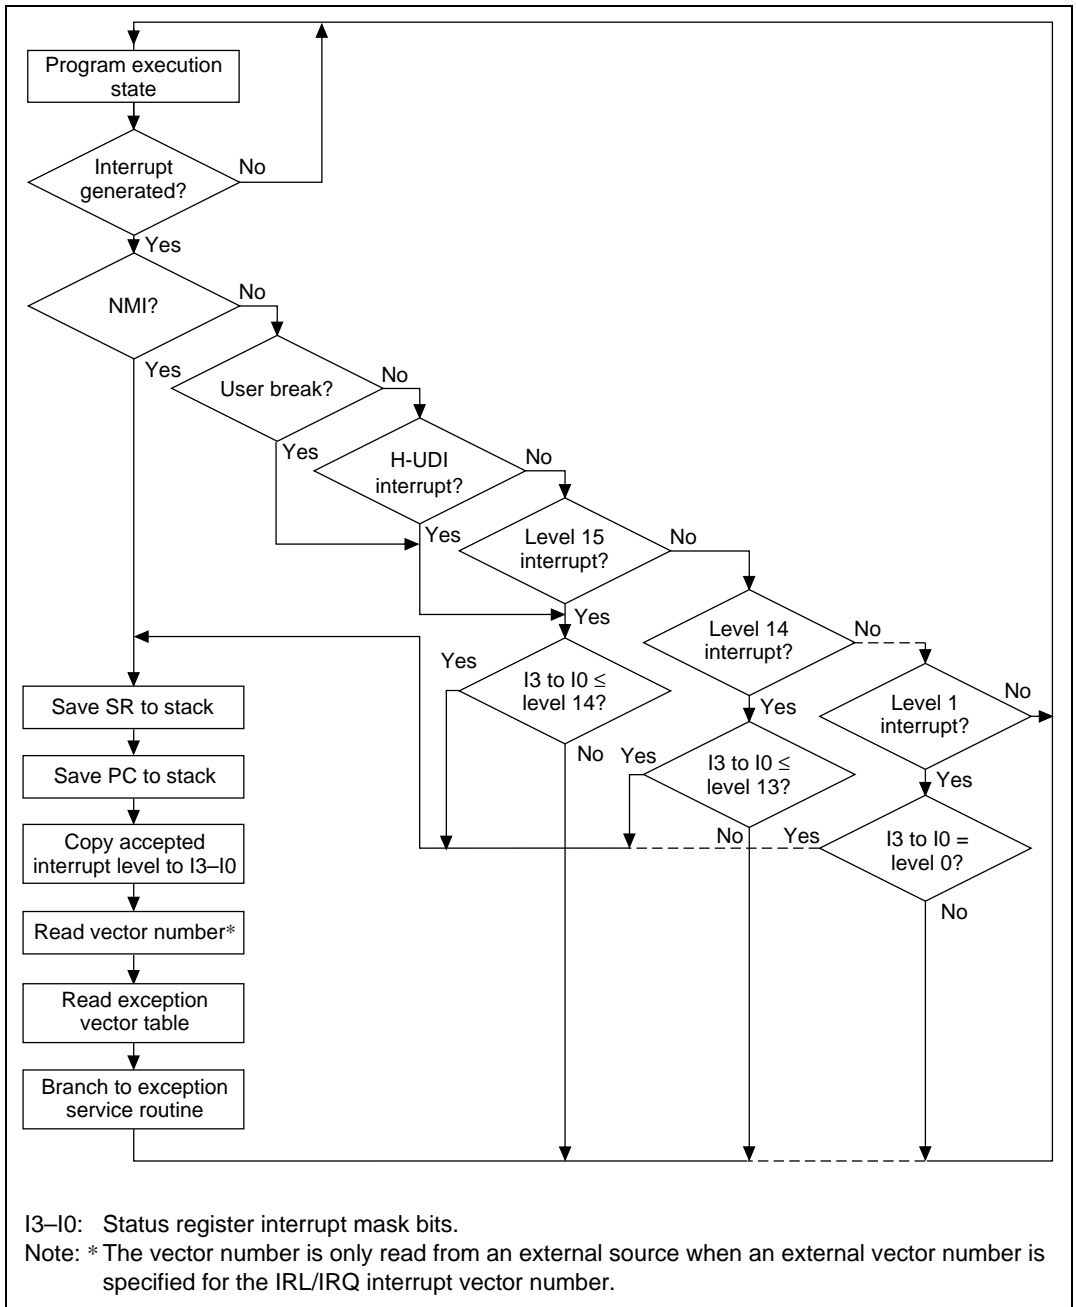 Program execution
state
Interrupt
generated?
No
Yes
NMI?
No
Yes
User break?
No
Yes
H-UDI
interrupt?
No
Yes
Level 15
interrupt?
No
Yes
Level 14
interrupt?
No
Yes
Level 1
interrupt?
No
Yes
I3 to I0 ≤
level 14?
Yes
No
I3 to I0 ≤
level 13?
Yes
No
I3 to I0 =
level 0?
Yes
No
Save SR to stack
Save PC to stack
Copy accepted
interrupt level to I3–I0
Read vector number*
Read exception
vector table
Branch to exception
service routine
I3–I0: Status register interrupt mask bits.
Note: * The vector number is only read from an external source when an external vector number is
specified for the IRL/IRQ interrupt vector number.